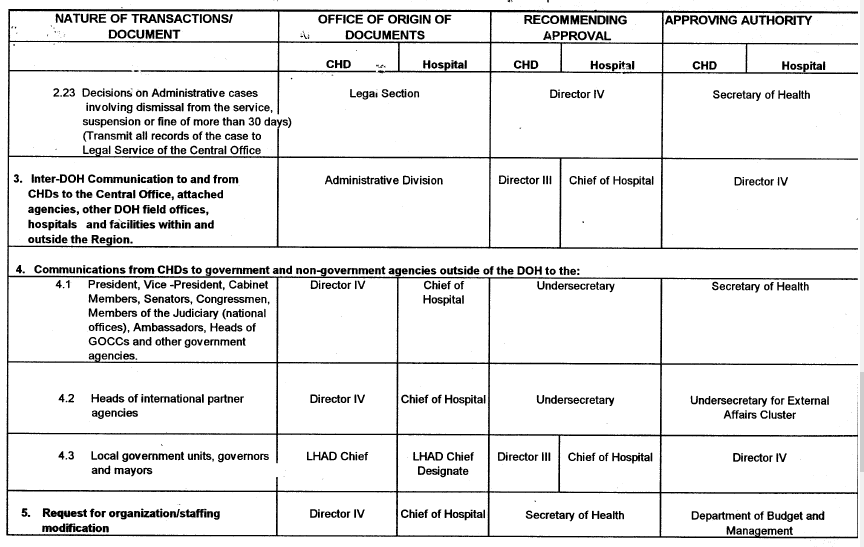 NATURE OF TRANSACTIONS/ OFFICE OF ORIGIN OF RECOMMENDING APPROVING AUTHORITY
DOCUMENT DOCUMENTS APPROVAL
CHD Hospital CHD Hospital CHD Hospital
2.23 Decisions on Administrative cases Legal Section Director IV Secretary of Health
involving dismissal from the service,
suspension or fine of more than 30 days)
(Transmit all records of the case to
Legal Service of the Central Office
3. Inter-DOH Communication to and from Administrative Division Director III Chief of Hospital Director IV
CHDs to the Central Office, attached
agencies, other DOH field offices,
hospitals and facilities within and
outside the Region.
4. Communications from CHDs to government and non-government agencies outside of the DOH to the:
4.1 President, Vice -President, Cabinet Director IV Chief of Undersecretary Secretary of Health
Members, Senators, Congressmen, Hospital
Members of the Judiciary (national
offices), Ambassadors, Heads of
GOCCs and other government
agencies.
4.2 Heads of international partner Director IV Chief of Hospital Undersecretary Undersecretary for External
agencies Affairs Cluster
4.3 Local government units, governors LHAD Chief LHAD Chief Director III Chief of Hospital Director IV
and mayors Designate
5. Request for organization/staffing Director IV Chief of Hospital Secretary of Health Department of Budget and
modification Management